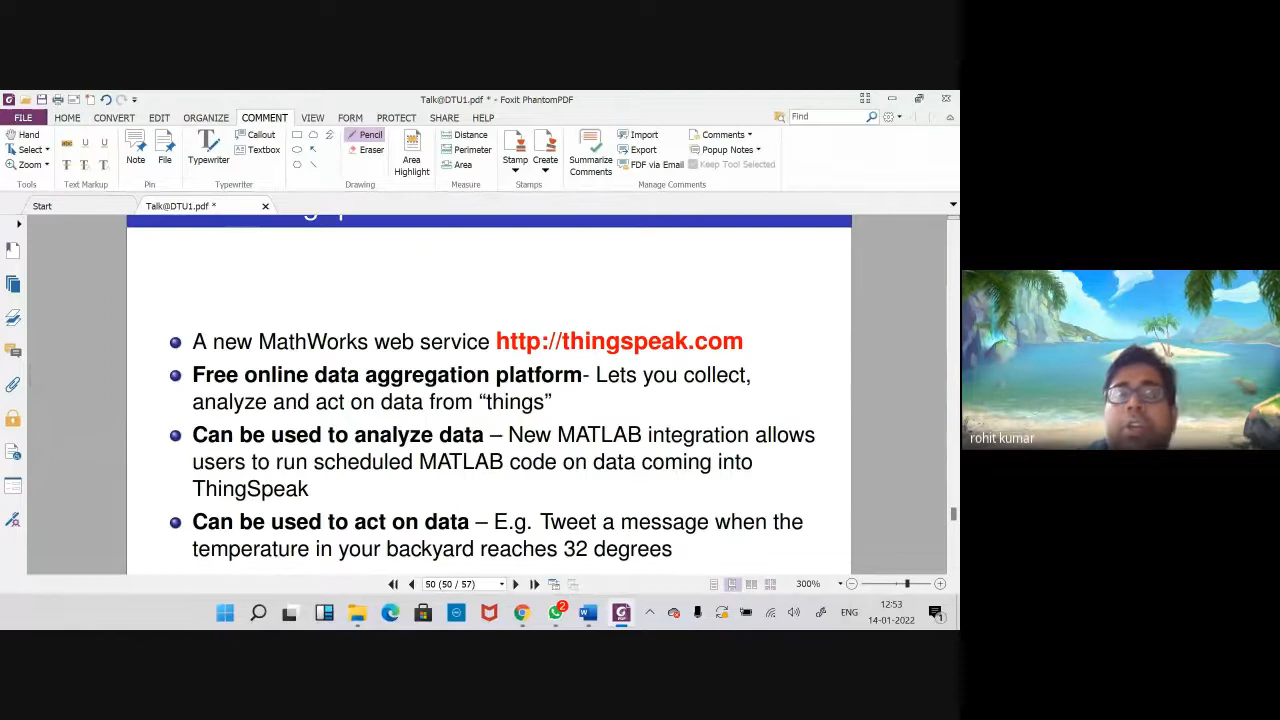 Talk@DTU1.pdf * - Foxit PhantomPDF
FILE HOME CONVERT EDIT ORGANIZE COMMENT VIEW FORM PROTECT SHARE HELP Find
Hand Callout Pencil Distance Import Comments
Select Textbox Eraser Perimeter Export Popup Notes
Zoom Note File Typewriter Area Highlight Area Stamp Create Summarize Comments FDF via Email Keep Tool Selected
Tools Text Markup Pin Typewriter Drawing Measure Stamps Manage Comments
Start Talk@DTU1.pdf *
A new MathWorks web service http://thingspeak.com
Free online data aggregation platform- Lets you collect,
analyze and act on data from “things”
Can be used to analyze data – New MATLAB integration allows
users to run scheduled MATLAB code on data coming into
ThingSpeak
Can be used to act on data – E.g. Tweet a message when the
temperature in your backyard reaches 32 degrees
50 (50 / 57) 300%
2 ENG 12:53
14-01-2022 1
rohit kumar